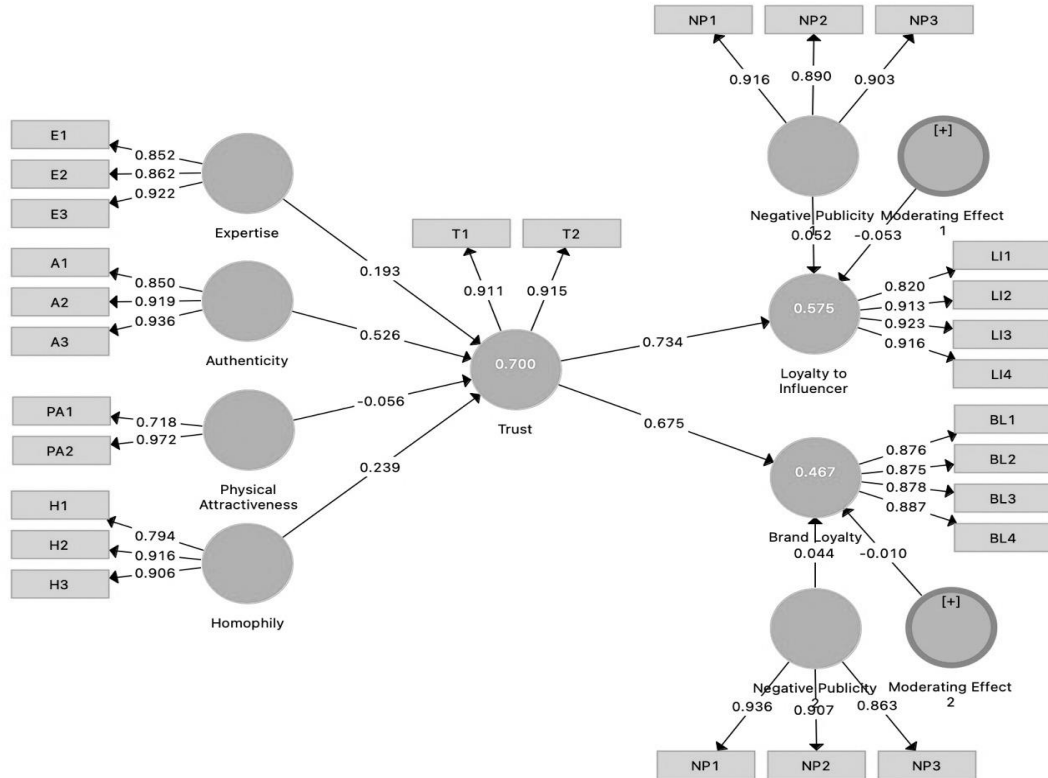 NP1 NP2 NP3
0.916 0.890 0.903
[+]
Negative Publicity
1
Moderating Effect
1
0.052 -0.053
E1
E2
E3
0.852
0.862
0.922
Expertise
0.193
A1
A2
A3
0.850
0.919
0.936
Authenticity
0.526
PA1
PA2
0.718
0.972
Physical
Attractiveness
-0.056
H1
H2
H3
0.794
0.916
0.906
Homophily
0.239
T1 T2
0.911 0.915
0.700
Trust
0.734
0.675
0.575
Loyalty to
Influencer
0.820
0.913
0.923
0.916
LI1
LI2
LI3
LI4
0.467
Brand Loyalty
0.876
0.875
0.878
0.887
BL1
BL2
BL3
BL4
0.044 -0.010
[+]
Negative Publicity
2
Moderating Effect
2
0.936 0.907 0.863
NP1 NP2 NP3